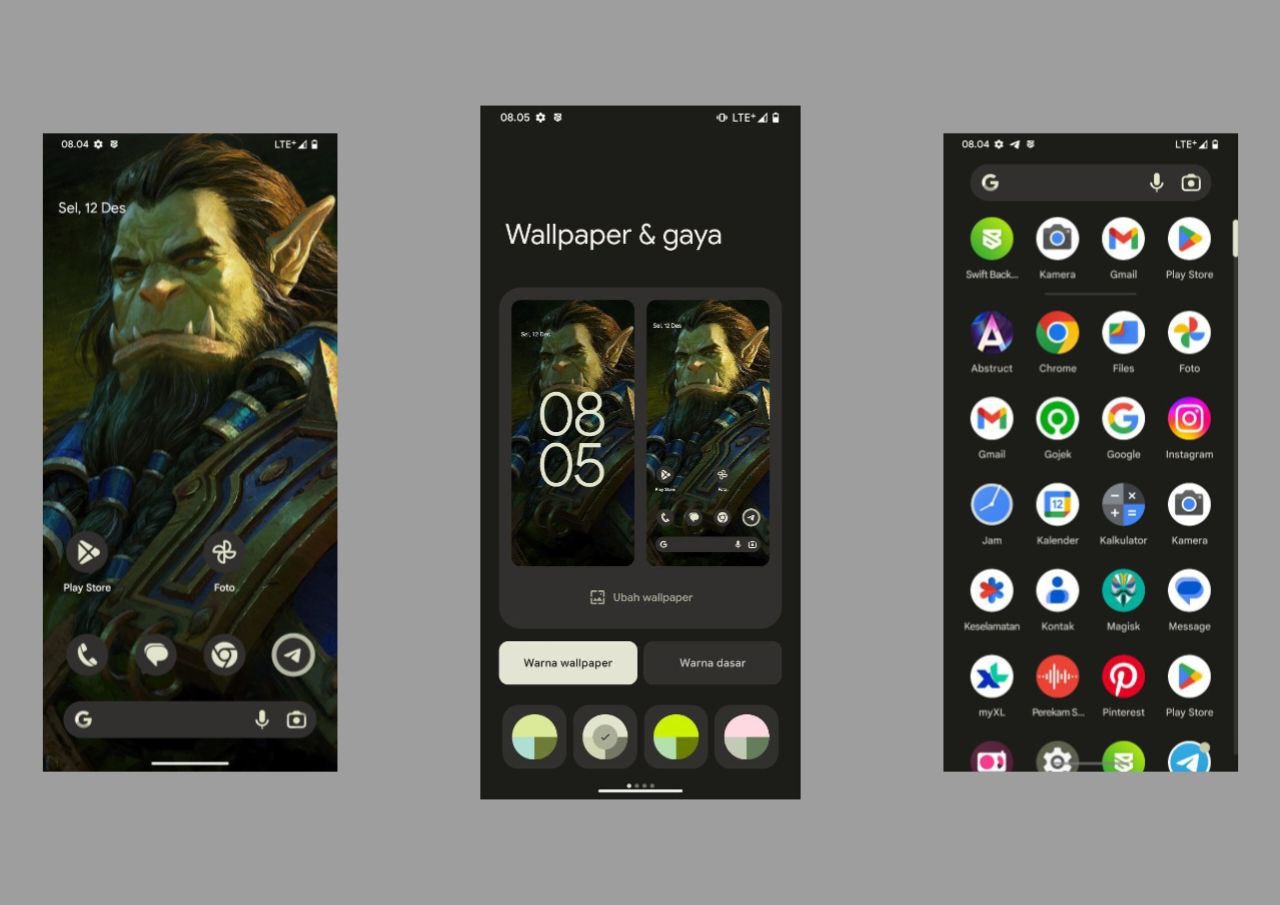 08.04
LTE+
Sel, 12 Des
Play Store
Foto
G
08.05
LTE+
Wallpaper & gaya
Sel, 12 Des
08
05
Sel, 12 Des
Play Store
Foto
G
Ubah wallpaper
Warna wallpaper
Warna dasar
08.04
LTE+
G
Swift Back...
Kamera
Gmail
Play Store
Abstruct
Chrome
Files
Foto
Gmail
Gojek
Google
Instagram
12
Jam
Kalender
Kalkulator
Kamera
Keselamatan
Kontak
Magisk
Message
myXL
Perekam S...
Pinterest
Play Store